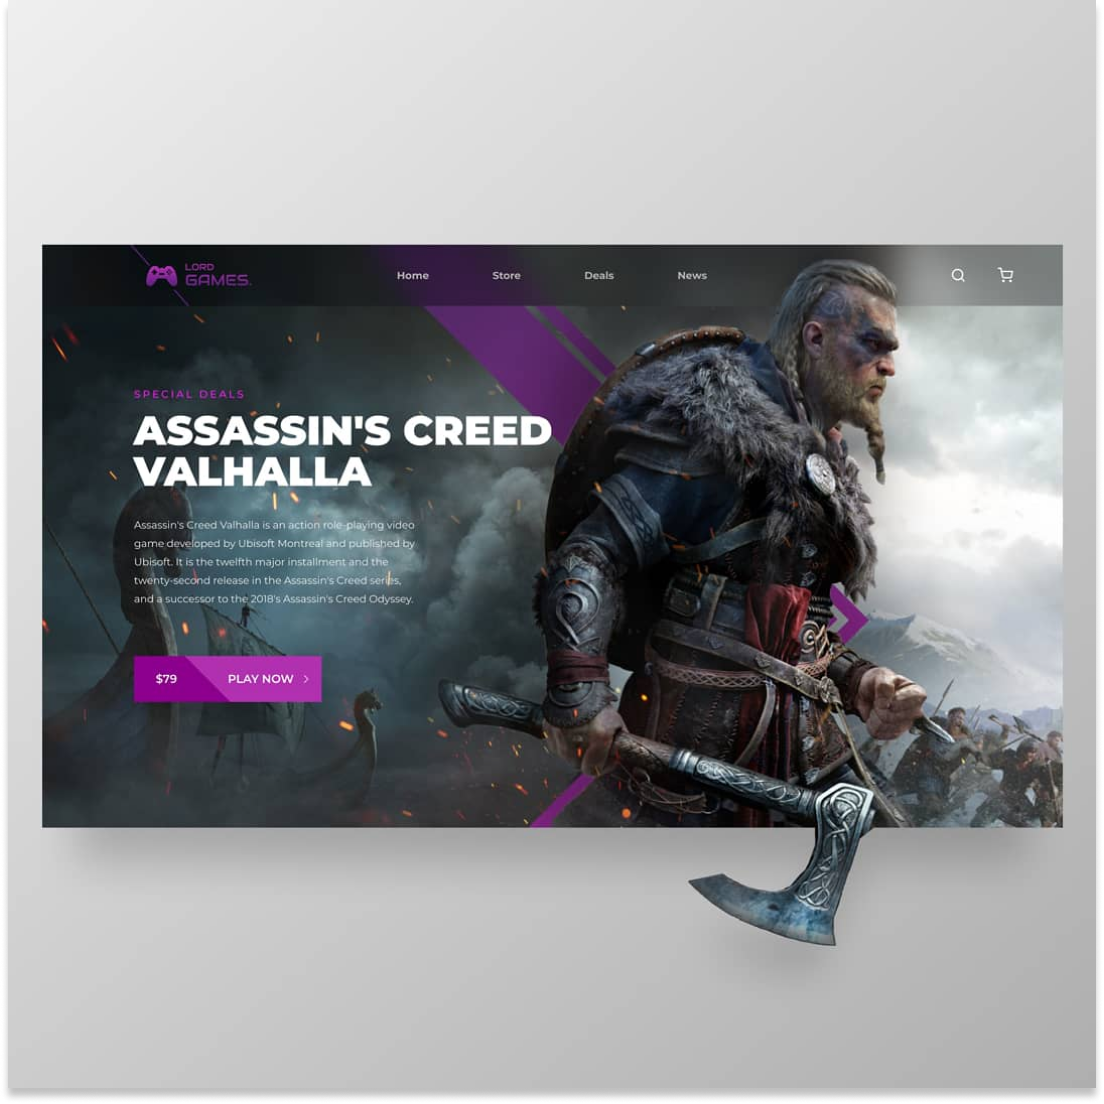 LORD
GAMES.
Home
Store
Deals
News
SPECIAL DEALS
ASSASSIN'S CREED
VALHALLA
Assassin's Creed Valhalla is an action role-playing video
game developed by Ubisoft Montreal and published by
Ubisoft. It is the twelfth major installment and the
twenty-second release in the Assassin's Creed series,
and a successor to the 2018's Assassin's Creed Odyssey.
$79
PLAY NOW